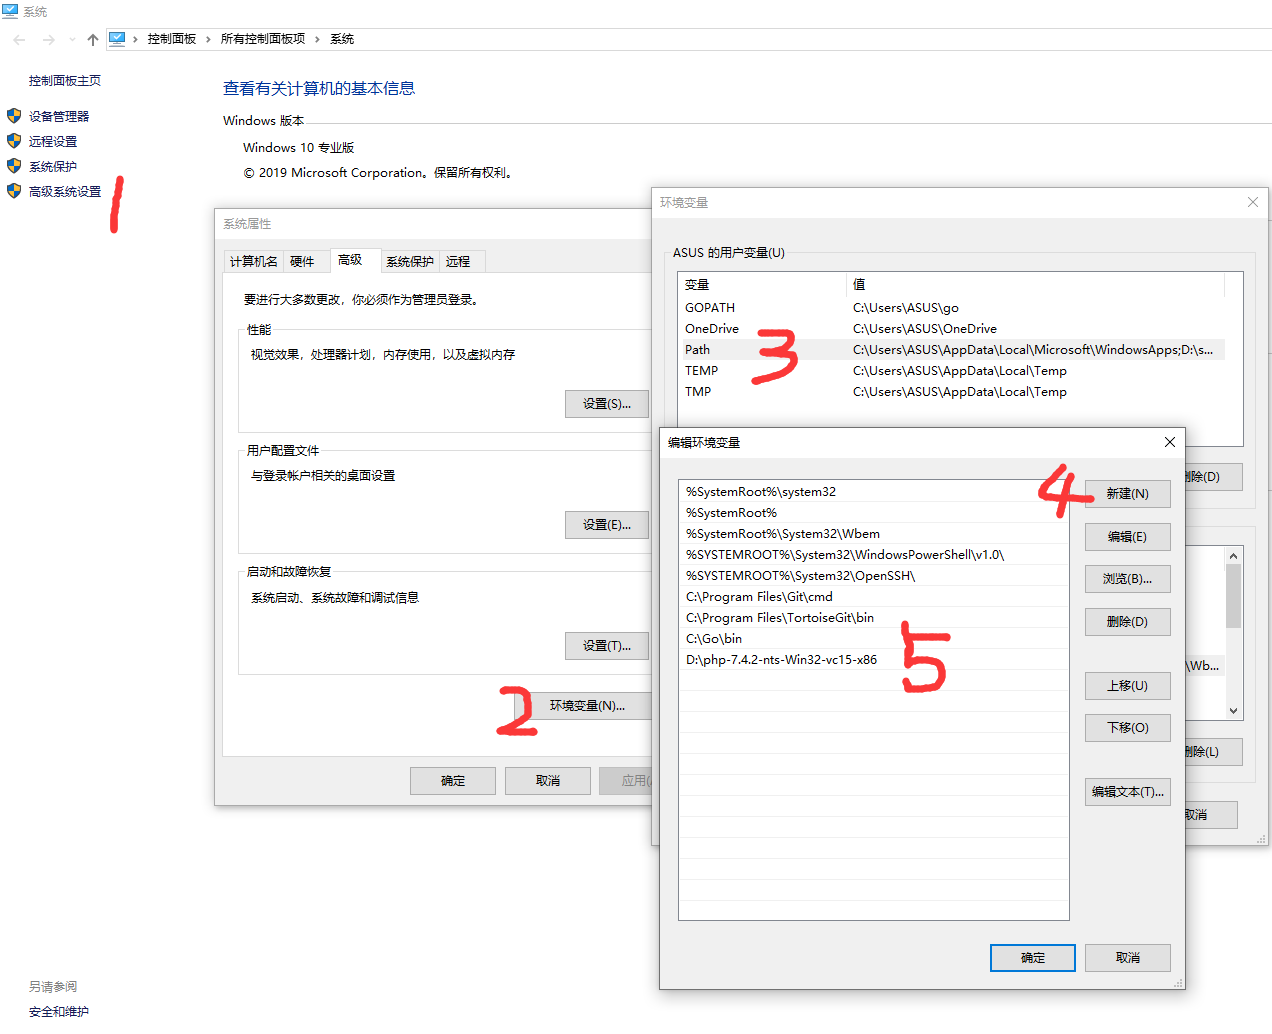 系统
控制面板 › 所有控制面板项 › 系统
控制面板主页
设备管理器
远程设置
系统保护
高级系统设置
1
查看有关计算机的基本信息
Windows 版本
Windows 10 专业版
© 2019 Microsoft Corporation。保留所有权利。
系统属性
计算机名 硬件 高级 系统保护 远程
要进行大多数更改，你必须作为管理员登录。
性能
视觉效果，处理器计划，内存使用，以及虚拟内存
设置(S)...
用户配置文件
与登录帐户相关的桌面设置
设置(E)...
启动和故障恢复
系统启动、系统故障和调试信息
设置(T)...
2
环境变量(N)...
确定 取消 应用(
环境变量
ASUS 的用户变量(U)
变量 值
GOPATH C:\Users\ASUS\go
OneDrive C:\Users\ASUS\OneDrive
Path C:\Users\ASUS\AppData\Local\Microsoft\WindowsApps;D:\s...
TEMP C:\Users\ASUS\AppData\Local\Temp
TMP C:\Users\ASUS\AppData\Local\Temp
3
删除(D)
\Wb...
删除(L)
取消
编辑环境变量
%SystemRoot%\system32
%SystemRoot%
%SystemRoot%\System32\Wbem
%SYSTEMROOT%\System32\WindowsPowerShell\v1.0\
%SYSTEMROOT%\System32\OpenSSH\
C:\Program Files\Git\cmd
C:\Program Files\TortoiseGit\bin
C:\Go\bin
D:\php-7.4.2-nts-Win32-vc15-x86
4
5
新建(N)
编辑(E)
浏览(B)...
删除(D)
上移(U)
下移(O)
编辑文本(T)...
确定 取消
另请参阅
安全和维护